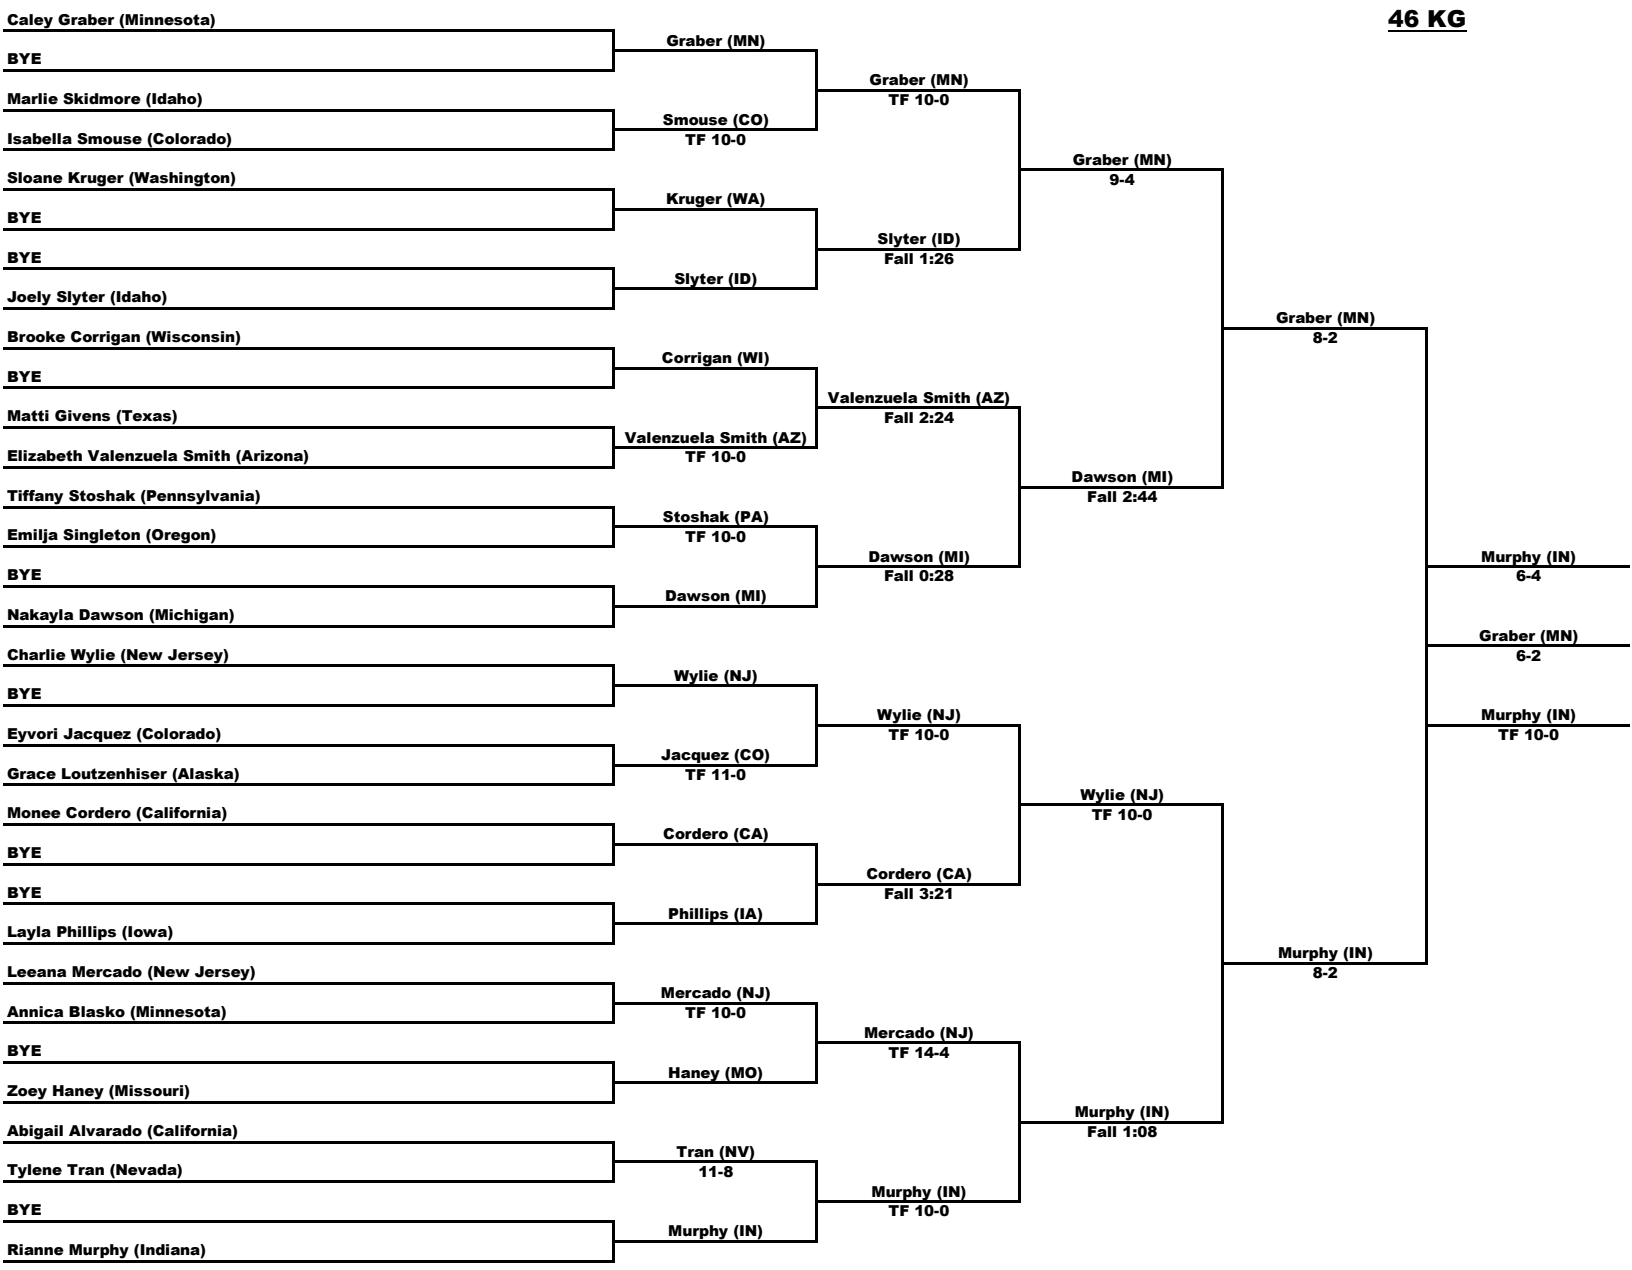 46 KG
Caley Graber (Minnesota)
BYE
Marlie Skidmore (Idaho)
Isabella Smouse (Colorado)
Sloane Kruger (Washington)
BYE
BYE
Joely Slyter (Idaho)
Brooke Corrigan (Wisconsin)
BYE
Matti Givens (Texas)
Elizabeth Valenzuela Smith (Arizona)
Tiffany Stoshak (Pennsylvania)
Emilja Singleton (Oregon)
BYE
Nakayla Dawson (Michigan)
Charlie Wylie (New Jersey)
BYE
Eyvori Jacquez (Colorado)
Grace Loutzenhiser (Alaska)
Monee Cordero (California)
BYE
BYE
Layla Phillips (Iowa)
Leeana Mercado (New Jersey)
Annica Blasko (Minnesota)
BYE
Zoey Haney (Missouri)
Abigail Alvarado (California)
Tylene Tran (Nevada)
BYE
Rianne Murphy (Indiana)
Graber (MN)
Smouse (CO)
TF 10-0
Kruger (WA)
Slyter (ID)
Corrigan (WI)
Valenzuela Smith (AZ)
TF 10-0
Stoshak (PA)
TF 10-0
Dawson (MI)
Wylie (NJ)
Jacquez (CO)
TF 11-0
Cordero (CA)
Phillips (IA)
Mercado (NJ)
TF 10-0
Haney (MO)
Tran (NV)
11-8
Murphy (IN)
Graber (MN)
TF 10-0
Slyter (ID)
Fall 1:26
Valenzuela Smith (AZ)
Fall 2:24
Dawson (MI)
Fall 0:28
Wylie (NJ)
TF 10-0
Cordero (CA)
Fall 3:21
Mercado (NJ)
TF 14-4
Murphy (IN)
TF 10-0
Graber (MN)
9-4
Dawson (MI)
Fall 2:44
Wylie (NJ)
TF 10-0
Murphy (IN)
Fall 1:08
Graber (MN)
8-2
Murphy (IN)
8-2
Murphy (IN)
6-4
Graber (MN)
6-2
Murphy (IN)
TF 10-0